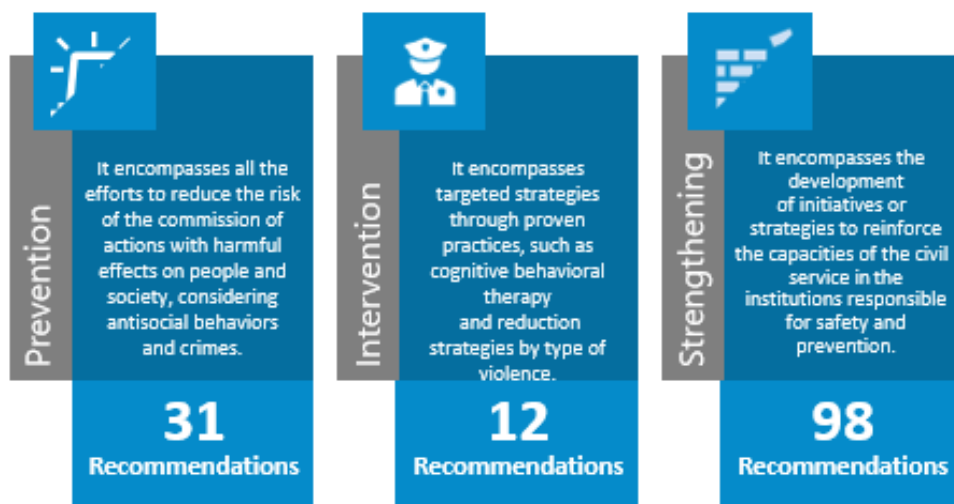 Prevention
It encompasses all the
efforts to reduce the risk
of the commission of
actions with harmful
effects on people and
society, considering
antisocial behaviors
and crimes.
31
Recommendations
Intervention
It encompasses
targeted strategies
through proven
practices, such as
cognitive behavioral
therapy
and reduction
strategies by type of
violence.
12
Recommendations
Strengthening
It encompasses the
development
of initiatives or
strategies to reinforce
the capacities of the civil
service in the
institutions responsible
for safety and
prevention.
98
Recommendations